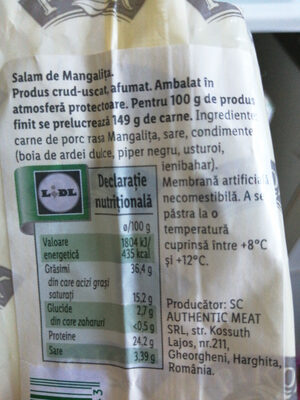 Salam de Mangalița.
Produs crud-uscat, afumat. Ambalat în
atmosferă protectoare. Pentru 100 g de produs
finit se prelucrează 149 g de carne. Ingrediente:
carne de porc rasa Mangalița, sare, condimente
(boia de ardei dulce, piper negru, usturoi,
ienibahar).
Membrană artificială
necomestibilă. A se
păstra la o
temperatură
cuprinsă între +8°C
și +12°C.
Producător: SC
AUTHENTIC MEAT
SRL, str. Kossuth
Lajos, nr.211,
Gheorgheni, Harghita,
România.
LIDL
Declarație
nutrițională
ø/100 g
Valoare 1804 kJ/
energetică 435 kcal
Grăsimi 36,4 g
din care acizi grași
saturați 15,2 g
Glucide 2,7 g
din care zaharuri <0,5 g
Proteine 24,2 g
Sare 3,39 g